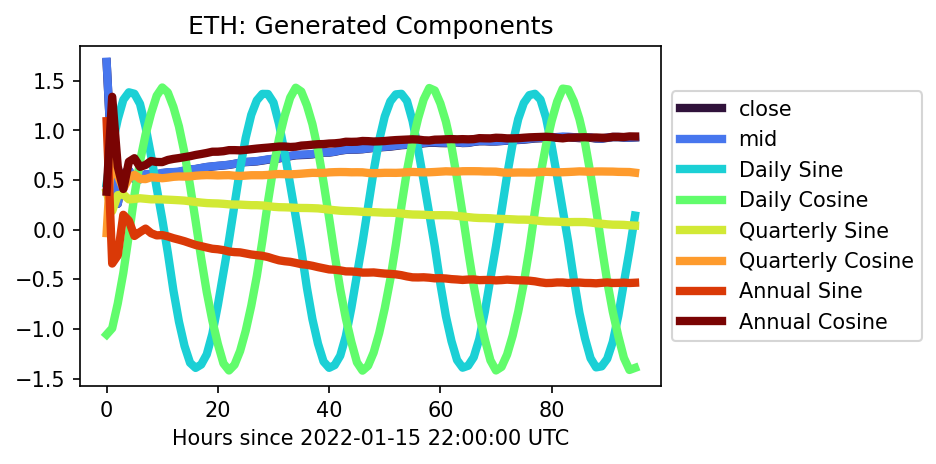 ETH: Generated Components
1.5
1.0
0.5
0.0
−0.5
−1.0
−1.5
0
20
40
60
80
Hours since 2022-01-15 22:00:00 UTC
close
mid
Daily Sine
Daily Cosine
Quarterly Sine
Quarterly Cosine
Annual Sine
Annual Cosine